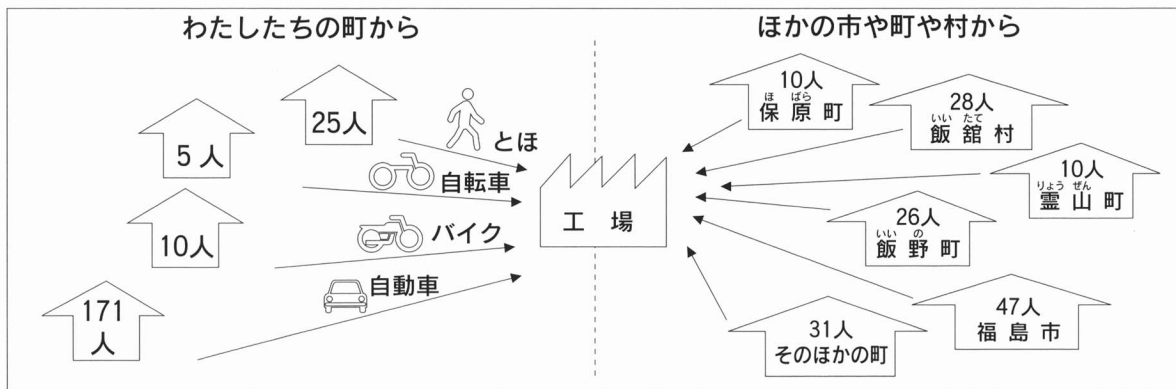 わたしたちの町から
ほかの市や町や村から
25人
とほ
5人
自転車
10人
バイク
171
人
自動車
工場
10人
ほばら
保原町
28人
いいたて
飯舘村
10人
りょうぜん
霊山町
26人
いいの
飯野町
47人
福島市
31人
そのほかの町